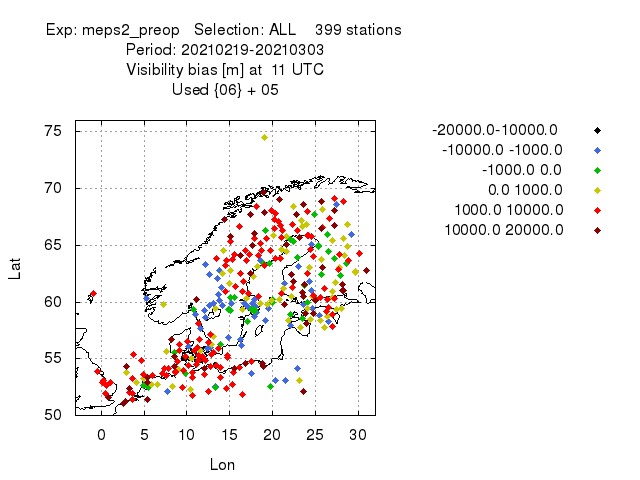 Exp: meps2_preop   Selection: ALL    399 stations
Period: 20210219-20210303
Visibility bias [m] at  11 UTC
Used {06} + 05
-20000.0-10000.0
-10000.0 -1000.0
-1000.0 0.0
0.0 1000.0
1000.0 10000.0
10000.0 20000.0
75
70
65
60
55
50
Lat
0 5 10 15 20 25 30
Lon